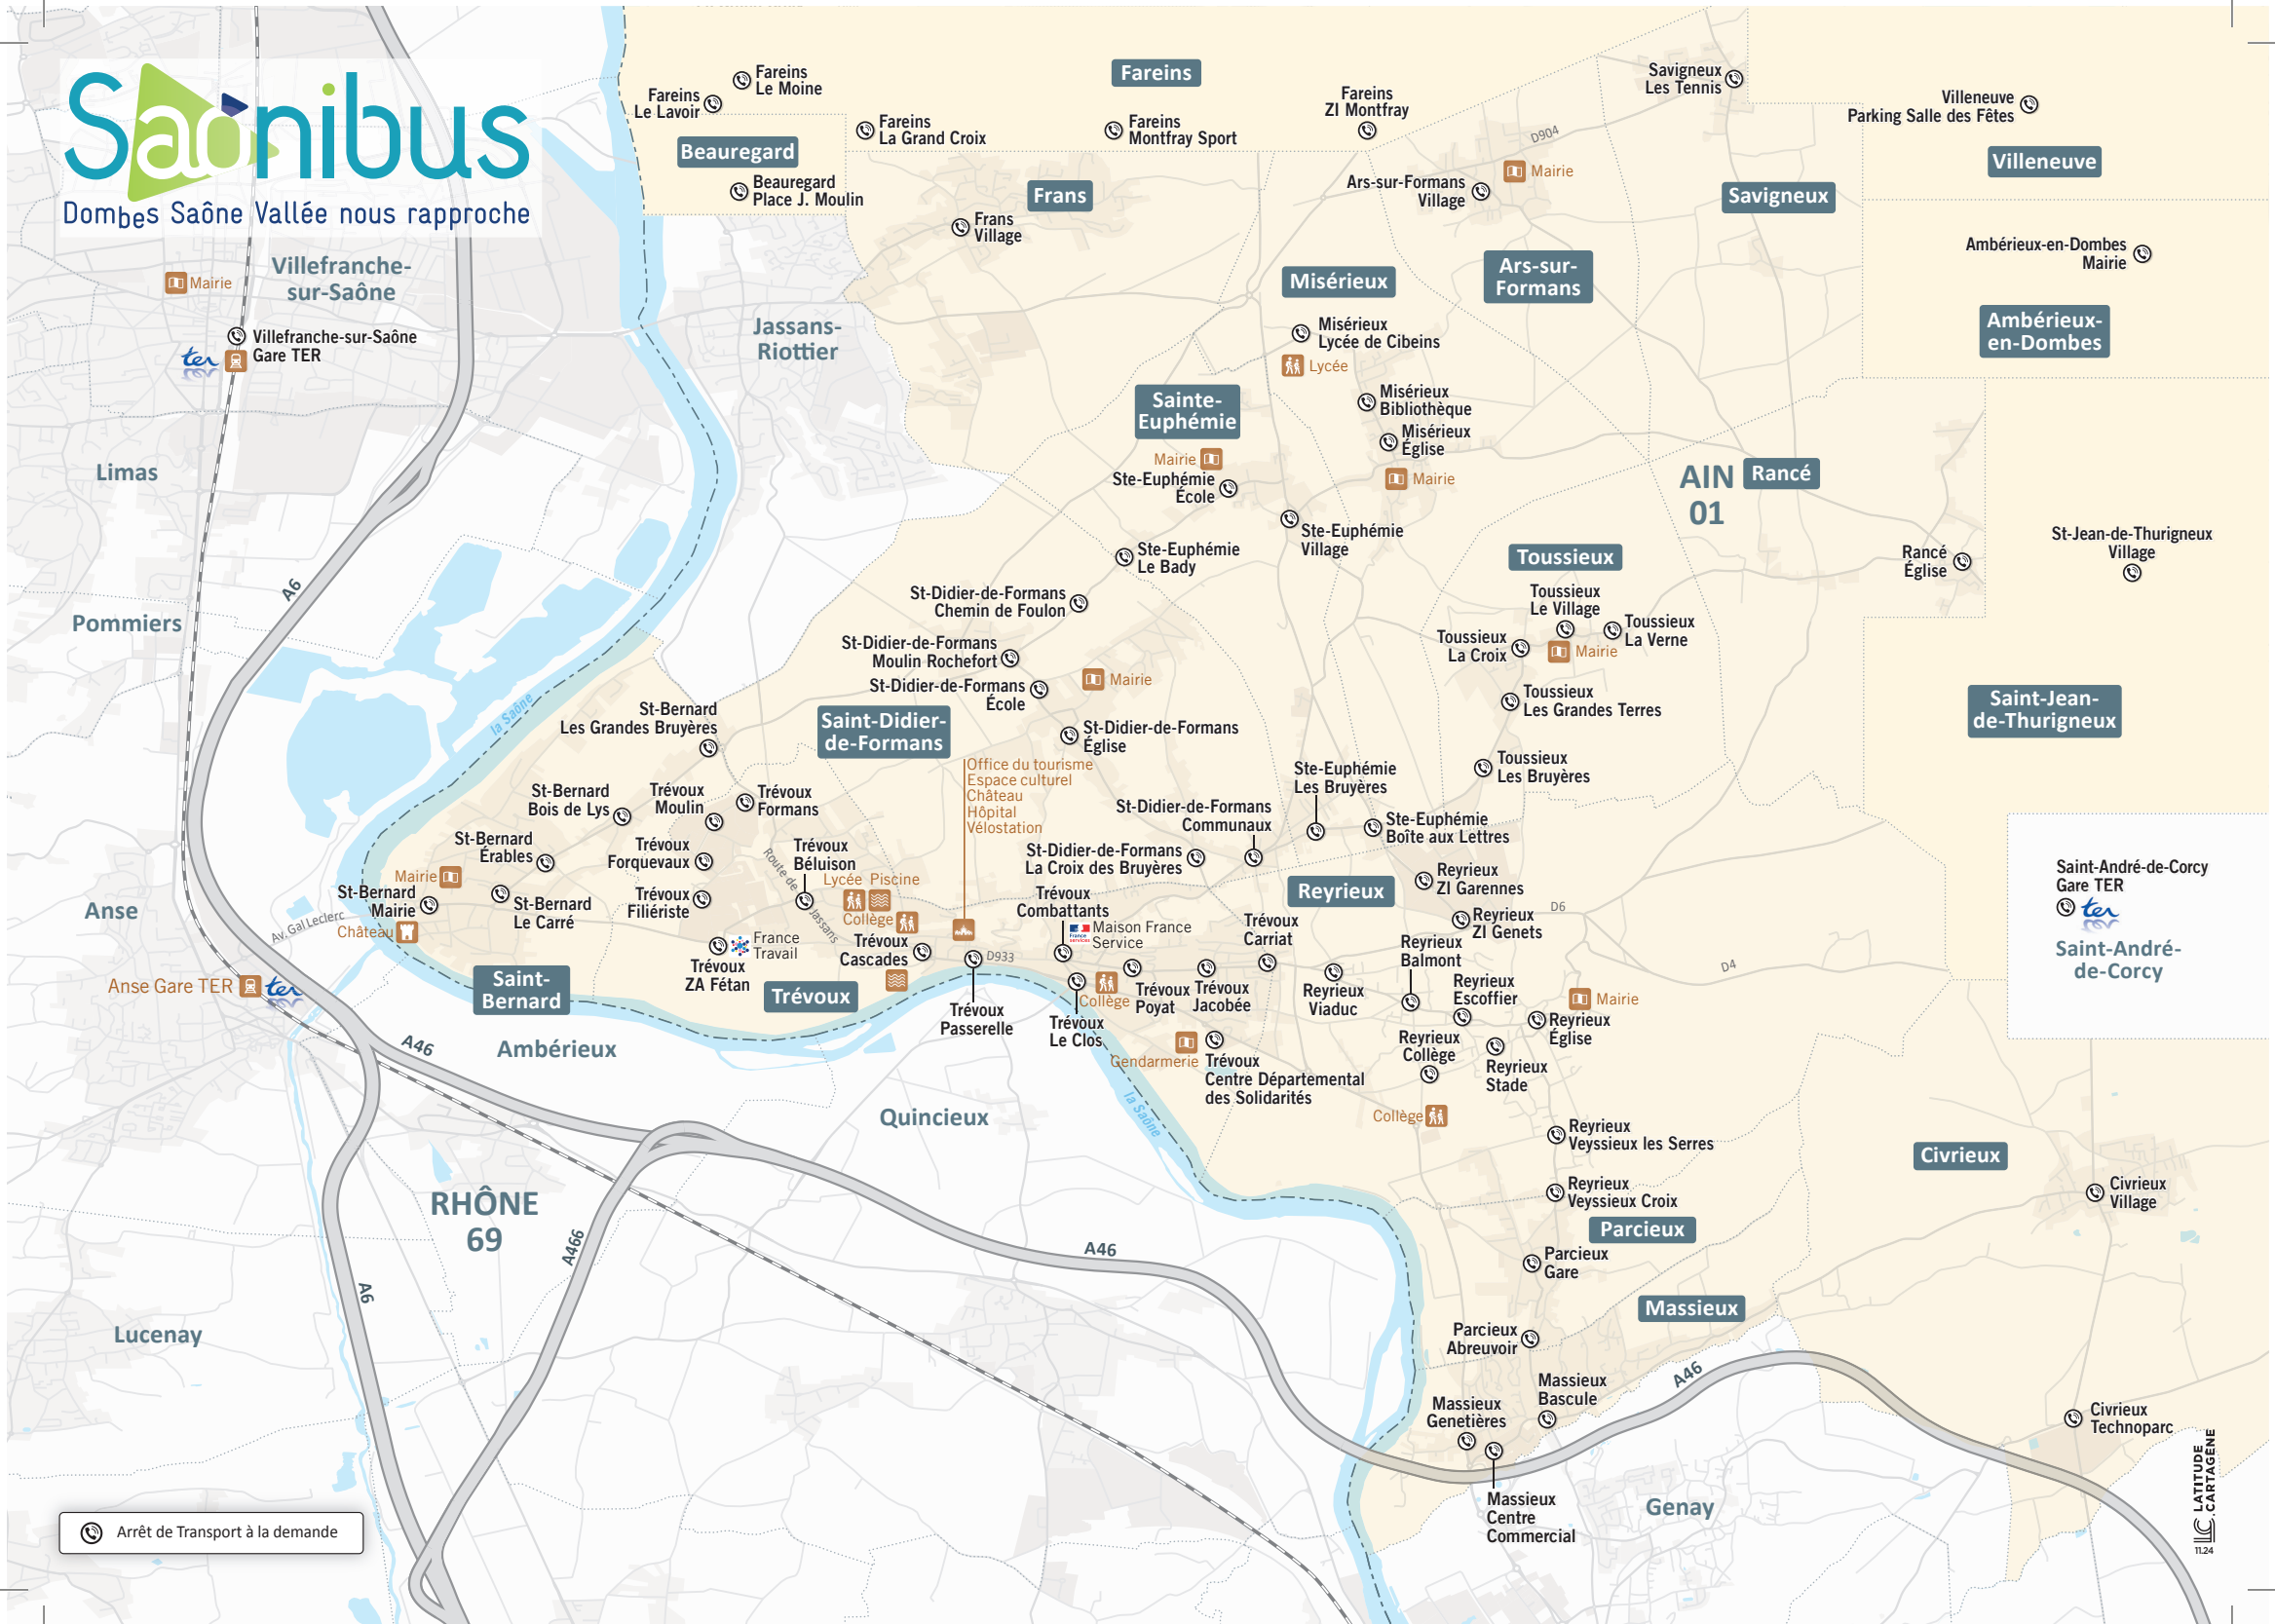 Saônibus
Dombes Saône Vallée nous rapproche
Fareins
Le Moine
Fareins
Le Lavoir
Beauregard
Beauregard
Place J. Moulin
Fareins
La Grand Croix
Fareins
Fareins
Montfray Sport
Fareins
ZI Montfray
Frans
Frans
Village
D904
Mairie
Ars-sur-Formans
Village
Savigneux
Les Tennis
Savigneux
Villeneuve
Parking Salle des Fêtes
Villeneuve
Ambérieux-en-Dombes
Mairie
Ambérieux-
en-Dombes
Ars-sur-
Formans
Misérieux
Misérieux
Lycée de Cibeins
Lycée
Misérieux
Bibliothèque
Misérieux
Église
Mairie
Villefranche-
sur-Saône
Mairie
Villefranche-sur-Saône
Gare TER
ter
Jassans-
Riottier
Limas
Pommiers
A6
Sainte-
Euphémie
Mairie
Ste-Euphémie
École
Ste-Euphémie
Village
Ste-Euphémie
Le Bady
AIN
01
Rancé
Rancé
Église
St-Jean-de-Thurigneux
Village
Saint-Jean-
de-Thurigneux
Toussieux
Toussieux
Le Village
Toussieux
La Verne
Toussieux
La Croix
Mairie
Toussieux
Les Grandes Terres
Toussieux
Les Bruyères
St-Didier-de-Formans
Chemin de Foulon
St-Didier-de-Formans
Moulin Rochefort
St-Didier-de-Formans
École
Mairie
St-Didier-de-Formans
Église
Saint-Didier-
de-Formans
la Saône
St-Bernard
Les Grandes Bruyères
St-Bernard
Bois de Lys
St-Bernard
Érables
Mairie
St-Bernard
Mairie
Château
St-Bernard
Le Carré
Saint-
Bernard
Trévoux
Moulin
Trévoux
Formans
Trévoux
Forquevaux
Trévoux
Filiériste
Route de Jassans
Trévoux
Béluison
Lycée
Piscine
Collège
Trévoux
Cascades
France
Travail
Trévoux
ZA Fétan
Trévoux
Office du tourisme
Espace culturel
Château
Hôpital
Vélostation
D933
Trévoux
Passerelle
Trévoux
Combattants
France
services
Maison France
Service
Trévoux
Le Clos
Collège
Trévoux
Poyat
Trévoux
Jacobée
Trévoux
Carriat
Gendarmerie
Trévoux
Centre Départemental
des Solidarités
St-Didier-de-Formans
Communaux
St-Didier-de-Formans
La Croix des Bruyères
Ste-Euphémie
Les Bruyères
Ste-Euphémie
Boîte aux Lettres
Reyrieux
Reyrieux
ZI Garennes
Reyrieux
ZI Genets
D6
D4
Reyrieux
Balmont
Reyrieux
Viaduc
Reyrieux
Escoffier
Mairie
Reyrieux
Église
Reyrieux
Collège
Reyrieux
Stade
Collège
Reyrieux
Veyssieux les Serres
Reyrieux
Veyssieux Croix
Saint-André-de-Corcy
Gare TER
ter
Saint-André-
de-Corcy
Anse
Av. Gal Leclerc
Anse Gare TER
ter
A46
Ambérieux
Quincieux
la Saône
RHÔNE
69
A466
A46
A6
Lucenay
Parcieux
Parcieux
Gare
Parcieux
Abreuvoir
Massieux
Massieux
Bascule
Massieux
Genetières
Massieux
Centre
Commercial
A46
Genay
Civrieux
Civrieux
Village
Civrieux
Technoparc
Arrêt de Transport à la demande
LATITUDE
.CARTAGÈNE
11.24